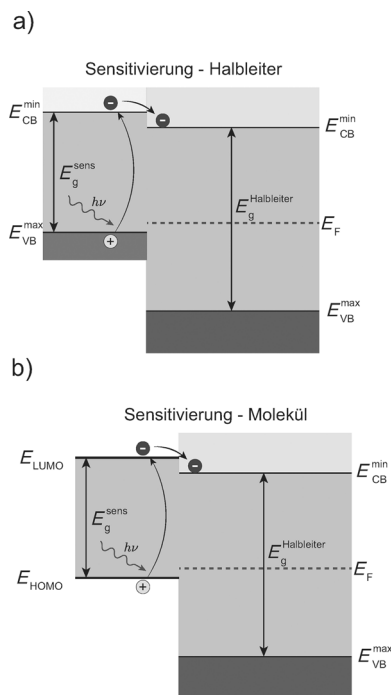 a)
Sensitivierung - Halbleiter
E_CB^min
E_CB^min
E_g^sens
hν
E_g^Halbleiter
E_F
E_VB^max
E_VB^max
b)
Sensitivierung - Molekül
E_LUMO
E_CB^min
E_g^sens
hν
E_g^Halbleiter
E_F
E_HOMO
E_VB^max